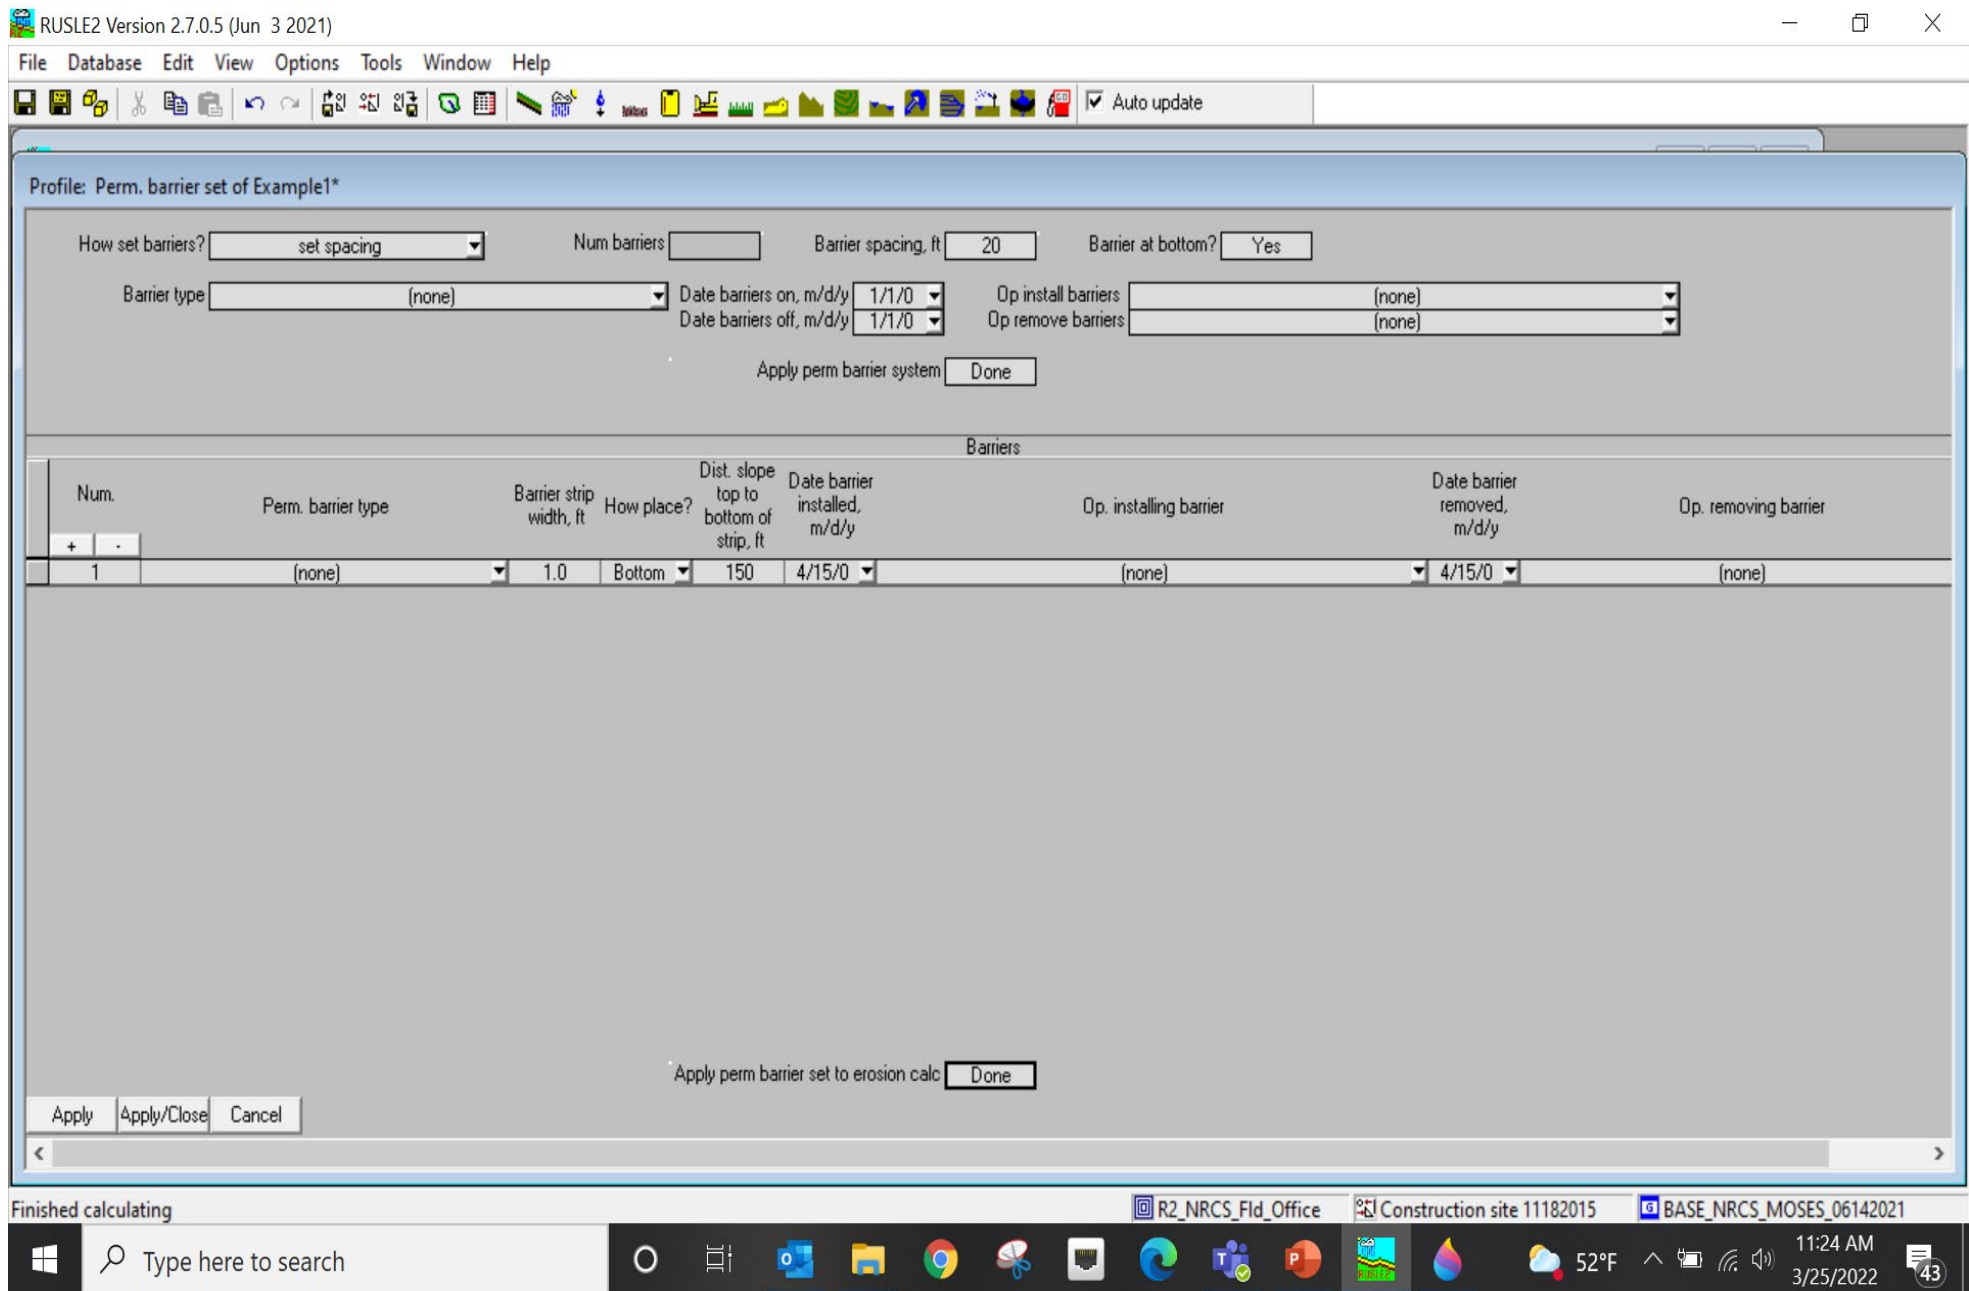 RUSLE2 Version 2.7.0.5 (Jun 3 2021)
File Database Edit View Options Tools Window Help
Auto update
Profile: Perm. barrier set of Example1*
How set barriers? set spacing Num barriers Barrier spacing, ft 20 Barrier at bottom? Yes
Barrier type (none) Date barriers on, m/d/y 1/1/0 Op install barriers (none)
Date barriers off, m/d/y 1/1/0 Op remove barriers (none)
Apply perm barrier system Done
Barriers
Num.
Perm. barrier type
Barrier strip
width, ft
How place?
Dist. slope
top to
bottom of
strip, ft
Date barrier
installed,
m/d/y
Op. installing barrier
Date barrier
removed,
m/d/y
Op. removing barrier
+ -
1 (none) 1.0 Bottom 150 4/15/0 (none) 4/15/0 (none)
Apply perm barrier set to erosion calc Done
Apply Apply/Close Cancel
Finished calculating R2_NRCS_Fld_Office Construction site 11182015 BASE_NRCS_MOSES_06142021
Type here to search 52°F 11:24 AM
3/25/2022 43